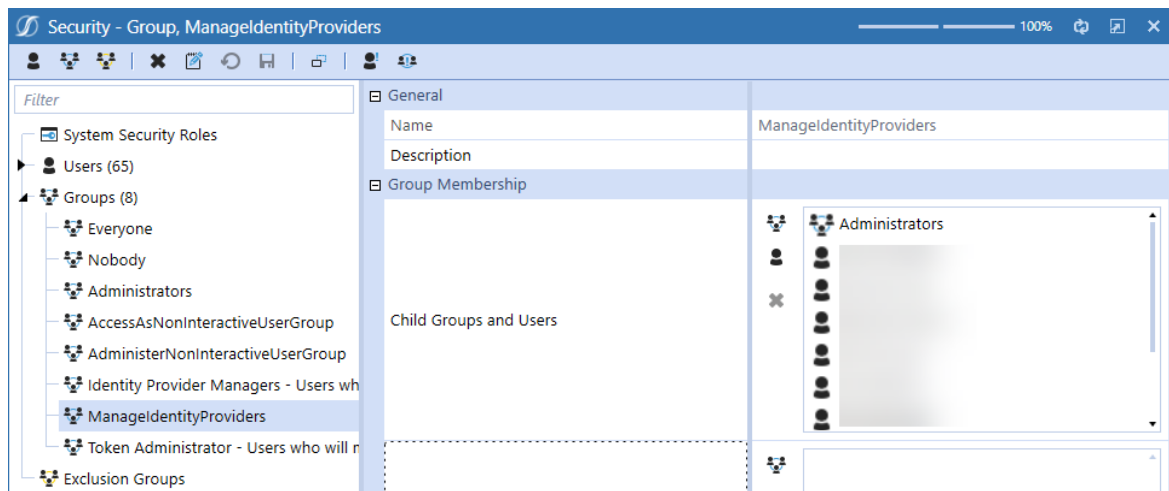 Security - Group, ManageIdentityProviders
100%
Filter
System Security Roles
Users (65)
Groups (8)
Everyone
Nobody
Administrators
AccessAsNonInteractiveUserGroup
AdministerNonInteractiveUserGroup
Identity Provider Managers - Users wh
ManageIdentityProviders
Token Administrator - Users who will
Exclusion Groups
General
Name
ManageIdentityProviders
Description
Group Membership
Child Groups and Users
Administrators